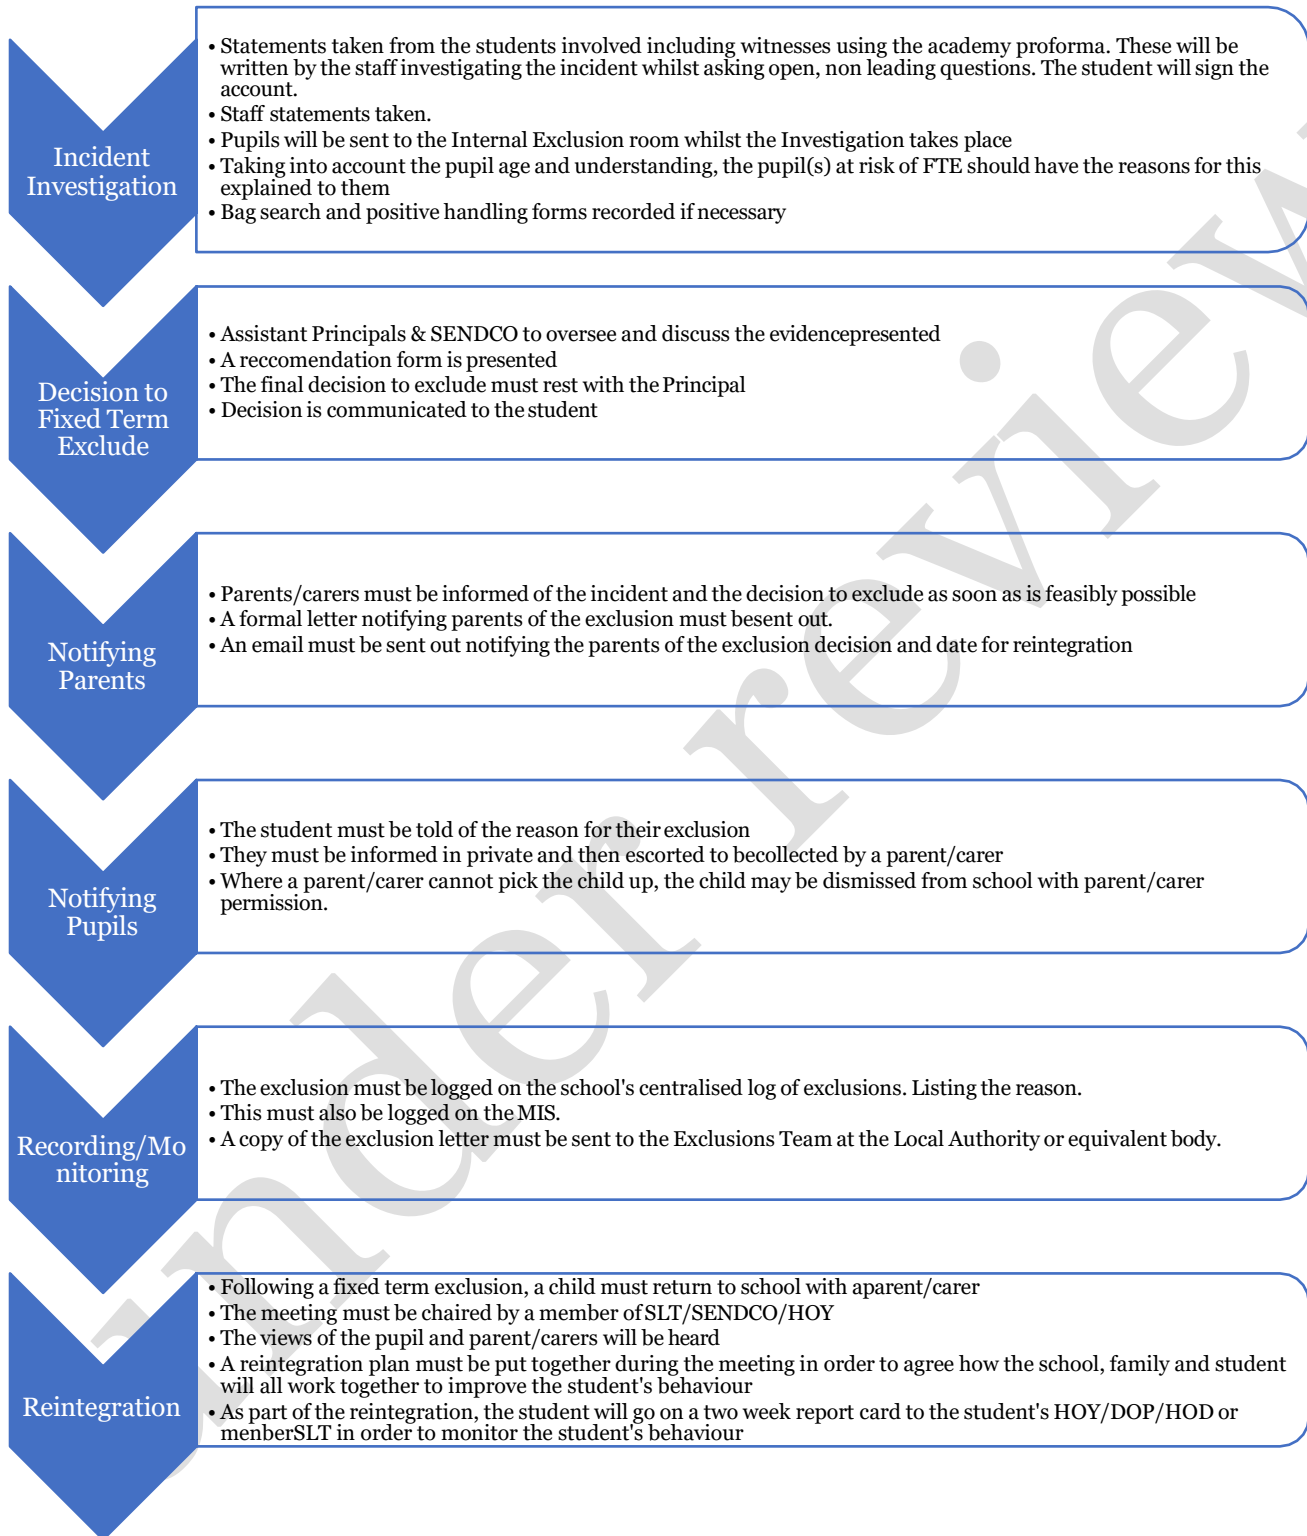 Incident
Investigation
• Statements taken from the students involved including witnesses using the academy proforma. These will be
written by the staff investigating the incident whilst asking open, non leading questions. The student will sign the
account.
• Staff statements taken.
• Pupils will be sent to the Internal Exclusion room whilst the Investigation takes place
• Taking into account the pupil age and understanding, the pupil(s) at risk of FTE should have the reasons for this
explained to them
• Bag search and positive handling forms recorded if necessary
Decision to
Fixed Term
Exclude
• Assistant Principals & SENDCO to oversee and discuss the evidencepresented
• A reccomendation form is presented
• The final decision to exclude must rest with the Principal
• Decision is communicated to the student
Notifying
Parents
• Parents/carers must be informed of the incident and the decision to exclude as soon as is feasibly possible
• A formal letter notifying parents of the exclusion must besent out.
• An email must be sent out notifying the parents of the exclusion decision and date for reintegration
Notifying
Pupils
• The student must be told of the reason for their exclusion
• They must be informed in private and then escorted to becollected by a parent/carer
• Where a parent/carer cannot pick the child up, the child may be dismissed from school with parent/carer
permission.
Recording/Mo
nitoring
• The exclusion must be logged on the school's centralised log of exclusions. Listing the reason.
• This must also be logged on the MIS.
• A copy of the exclusion letter must be sent to the Exclusions Team at the Local Authority or equivalent body.
Reintegration
• Following a fixed term exclusion, a child must return to school with aparent/carer
• The meeting must be chaired by a member of SLT/SENDCO/HOY
• The views of the pupil and parent/carers will be heard
• A reintegration plan must be put together during the meeting in order to agree how the school, family and student
will all work together to improve the student's behaviour
• As part of the reintegration, the student will go on a two week report card to the student's HOY/DOP/HOD or
menberSLT in order to monitor the student's behaviour
under review